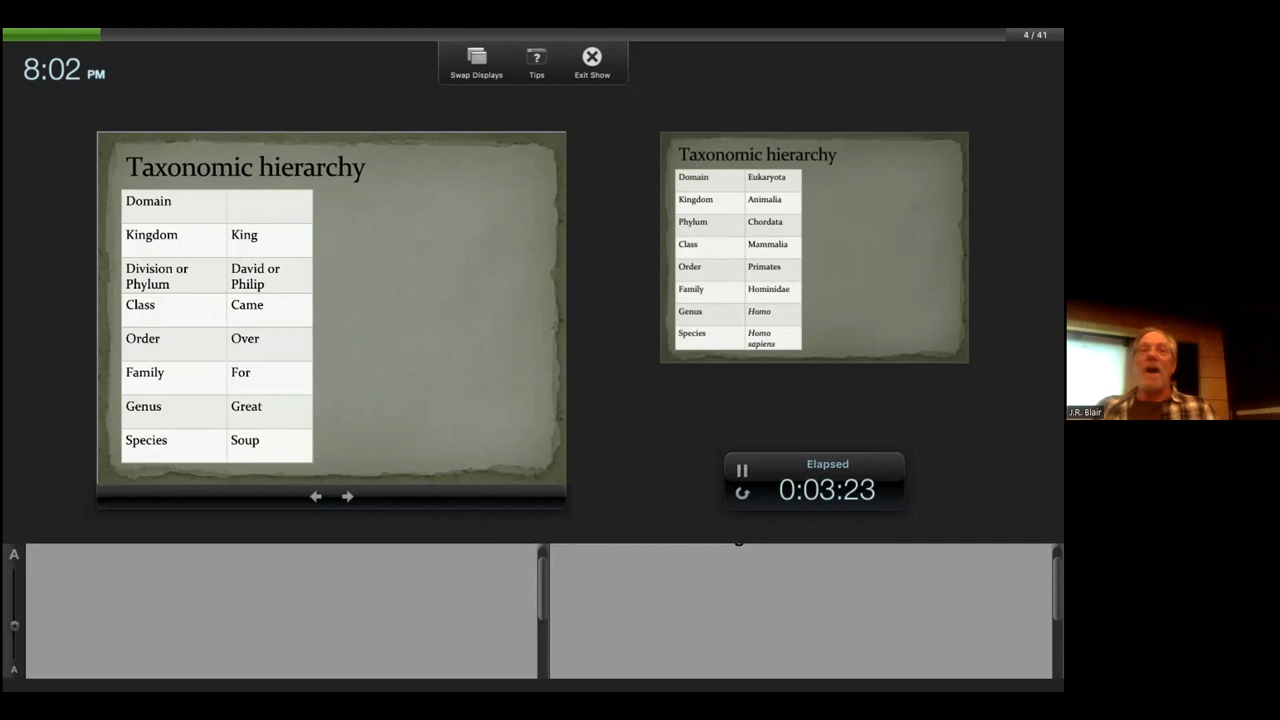 4 / 41
8:02 PM
Swap Displays
?
Tips
Exit Show
Taxonomic hierarchy
Domain
Kingdom King
Division or David or
Phylum Philip
Class Came
Order Over
Family For
Genus Great
Species Soup
Taxonomic hierarchy
Domain Eukaryota
Kingdom Animalia
Phylum Chordata
Class Mammalia
Order Primates
Family Hominidae
Genus Homo
Species Homo
sapiens
J.R. Blair
Elapsed
0:03:23
A
A